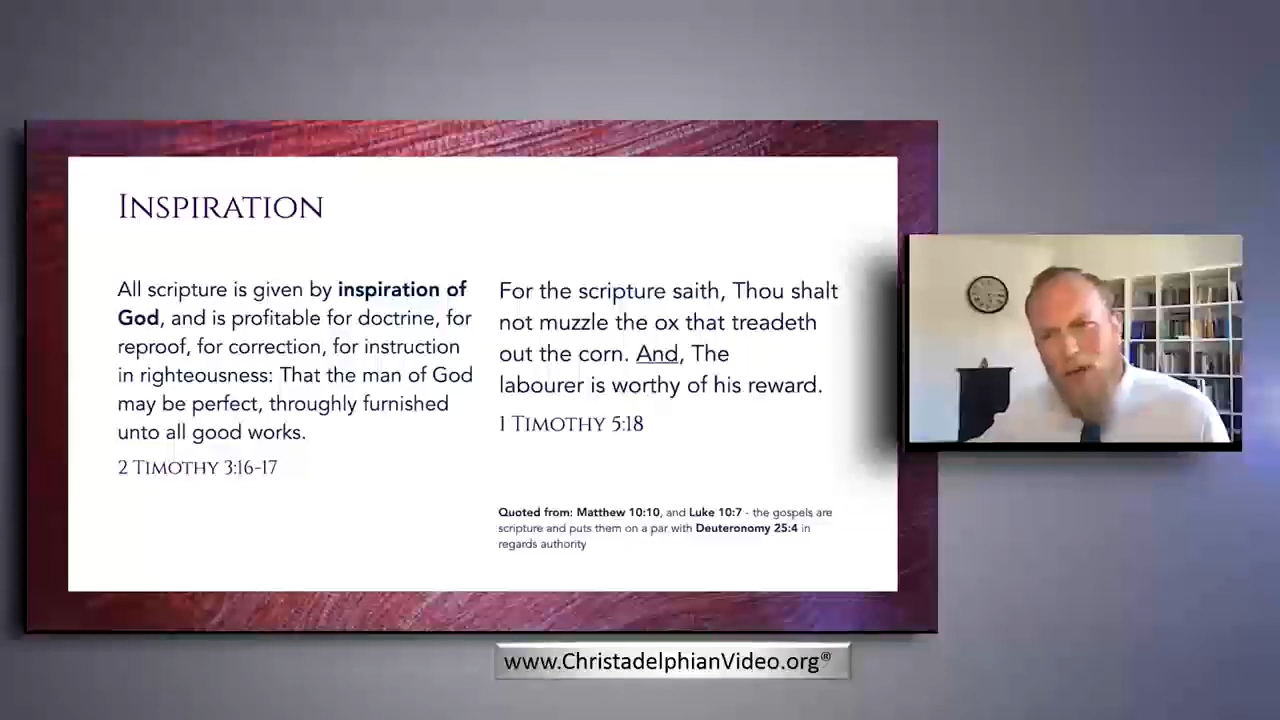 INSPIRATION
All scripture is given by inspiration of
God, and is profitable for doctrine, for
reproof, for correction, for instruction
in righteousness: That the man of God
may be perfect, throughly furnished
unto all good works.
2 TIMOTHY 3:16-17
For the scripture saith, Thou shalt
not muzzle the ox that treadeth
out the corn. And, The
labourer is worthy of his reward.
1 TIMOTHY 5:18
Quoted from: Matthew 10:10, and Luke 10:7 - the gospels are
scripture and puts them on a par with Deuteronomy 25:4 in
regards authority
www.ChristadelphianVideo.org®